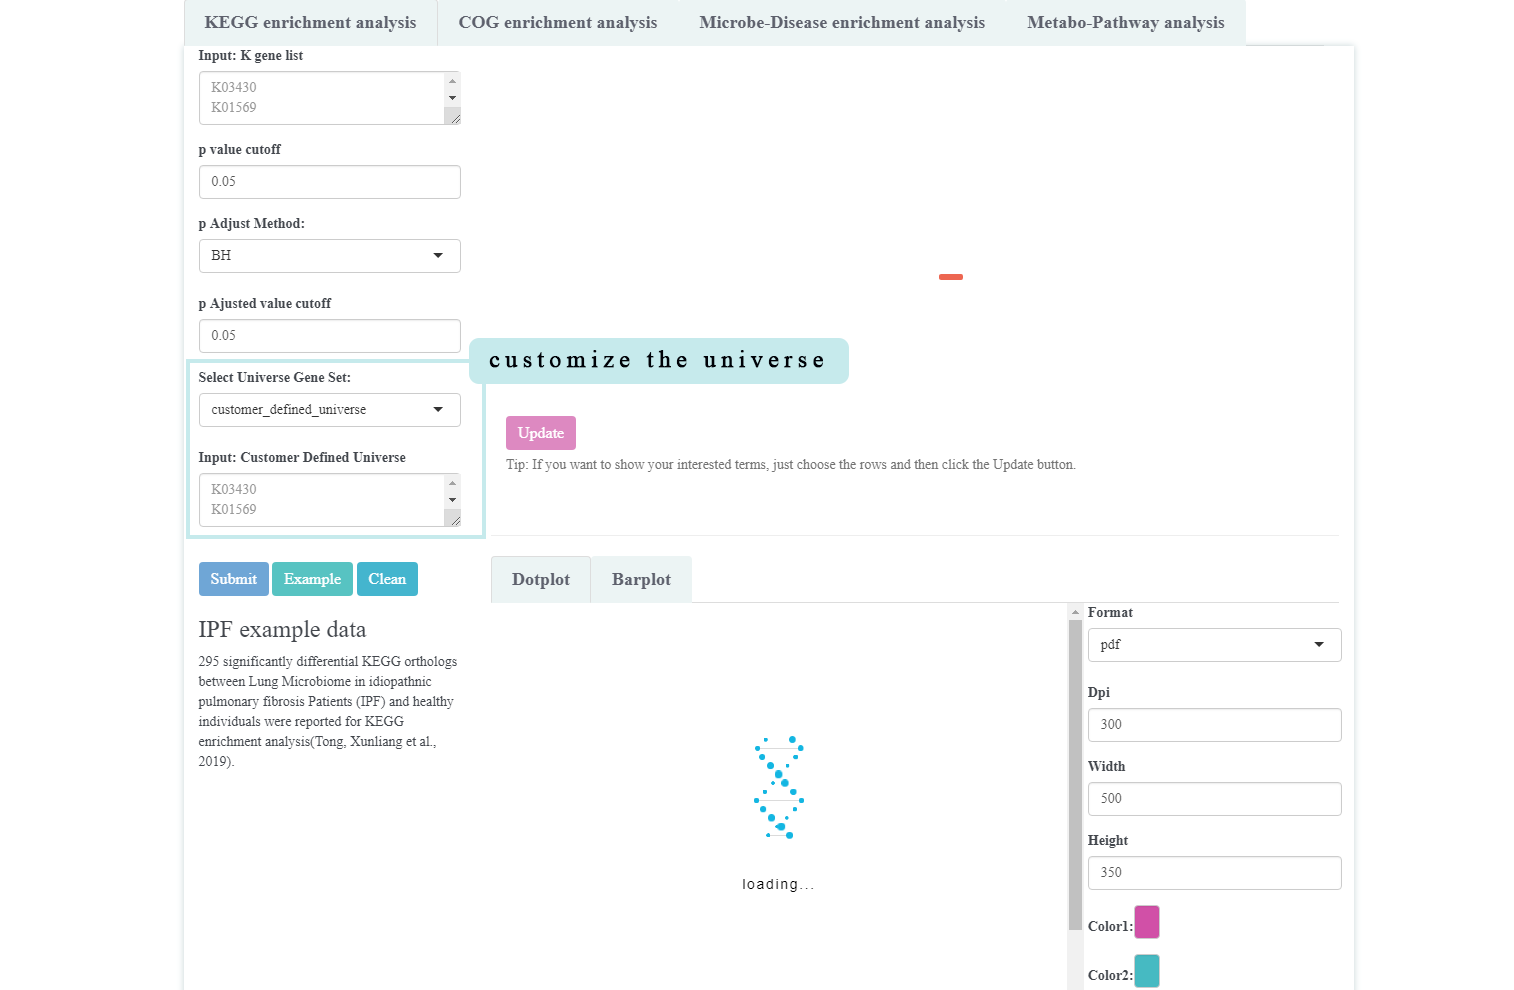 KEGG enrichment analysis
COG enrichment analysis
Microbe-Disease enrichment analysis
Metabo-Pathway analysis
Input: K gene list
K03430
K01569
p value cutoff
0.05
p Adjust Method:
BH
p Ajusted value cutoff
0.05
customize the universe
Select Universe Gene Set:
customer_defined_universe
Input: Customer Defined Universe
K03430
K01569
Update
Tip: If you want to show your interested terms, just choose the rows and then click the Update button.
Submit
Example
Clean
IPF example data
295 significantly differential KEGG orthologs
between Lung Microbiome in idiopathnic
pulmonary fibrosis Patients (IPF) and healthy
individuals were reported for KEGG
enrichment analysis(Tong, Xunliang et al.,
2019).
Dotplot
Barplot
loading...
Format
pdf
Dpi
300
Width
500
Height
350
Color1:
Color2: